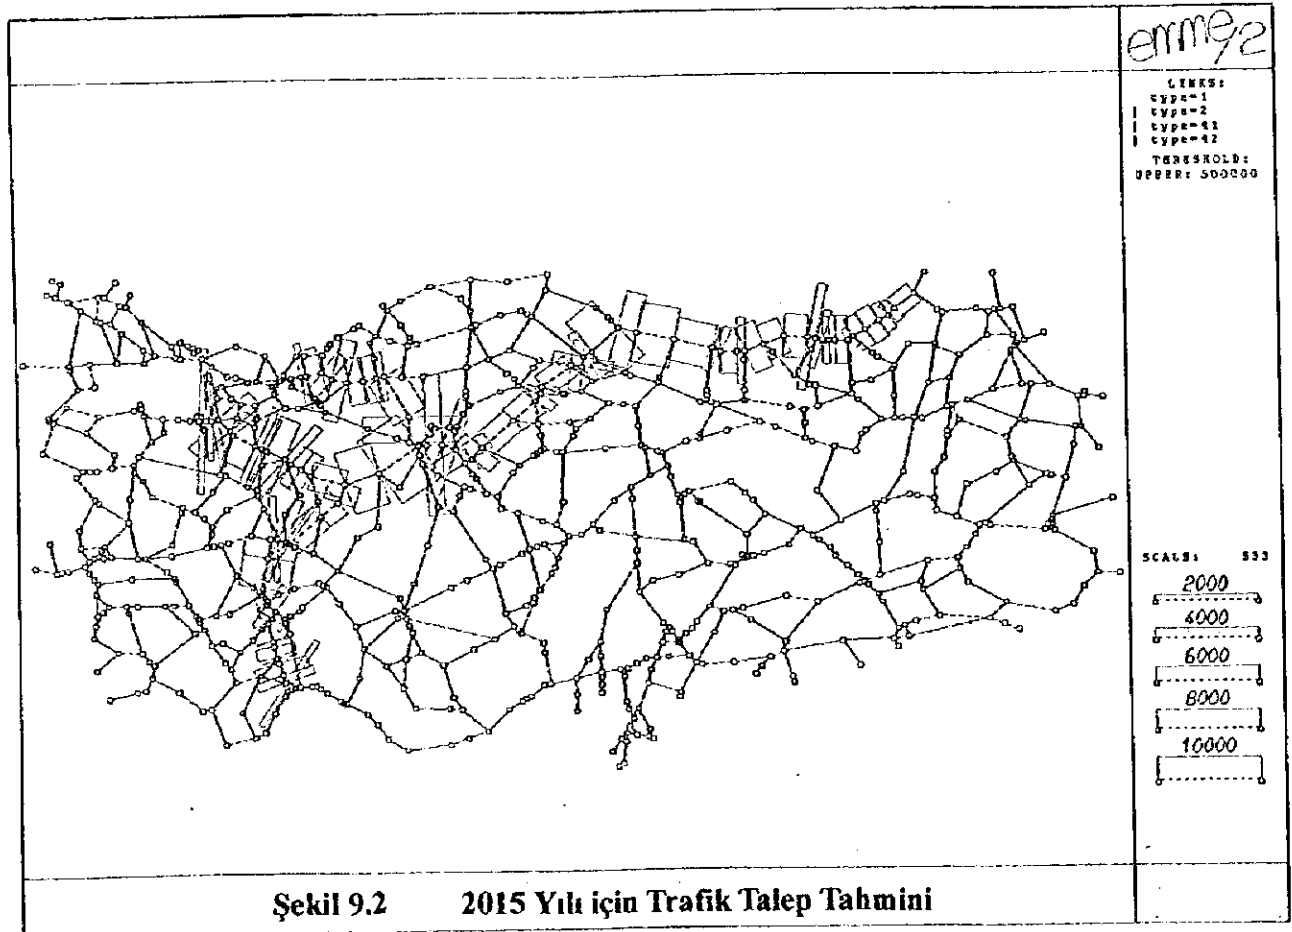 emme/2
LINKS:
type=1
type=2
type=41
type=42
THRESHOLD:
UPPER: 500000
SCALE: 533
2000
4000
6000
8000
10000
Şekil 9.2 2015 Yılı için Trafik Talep Tahmini